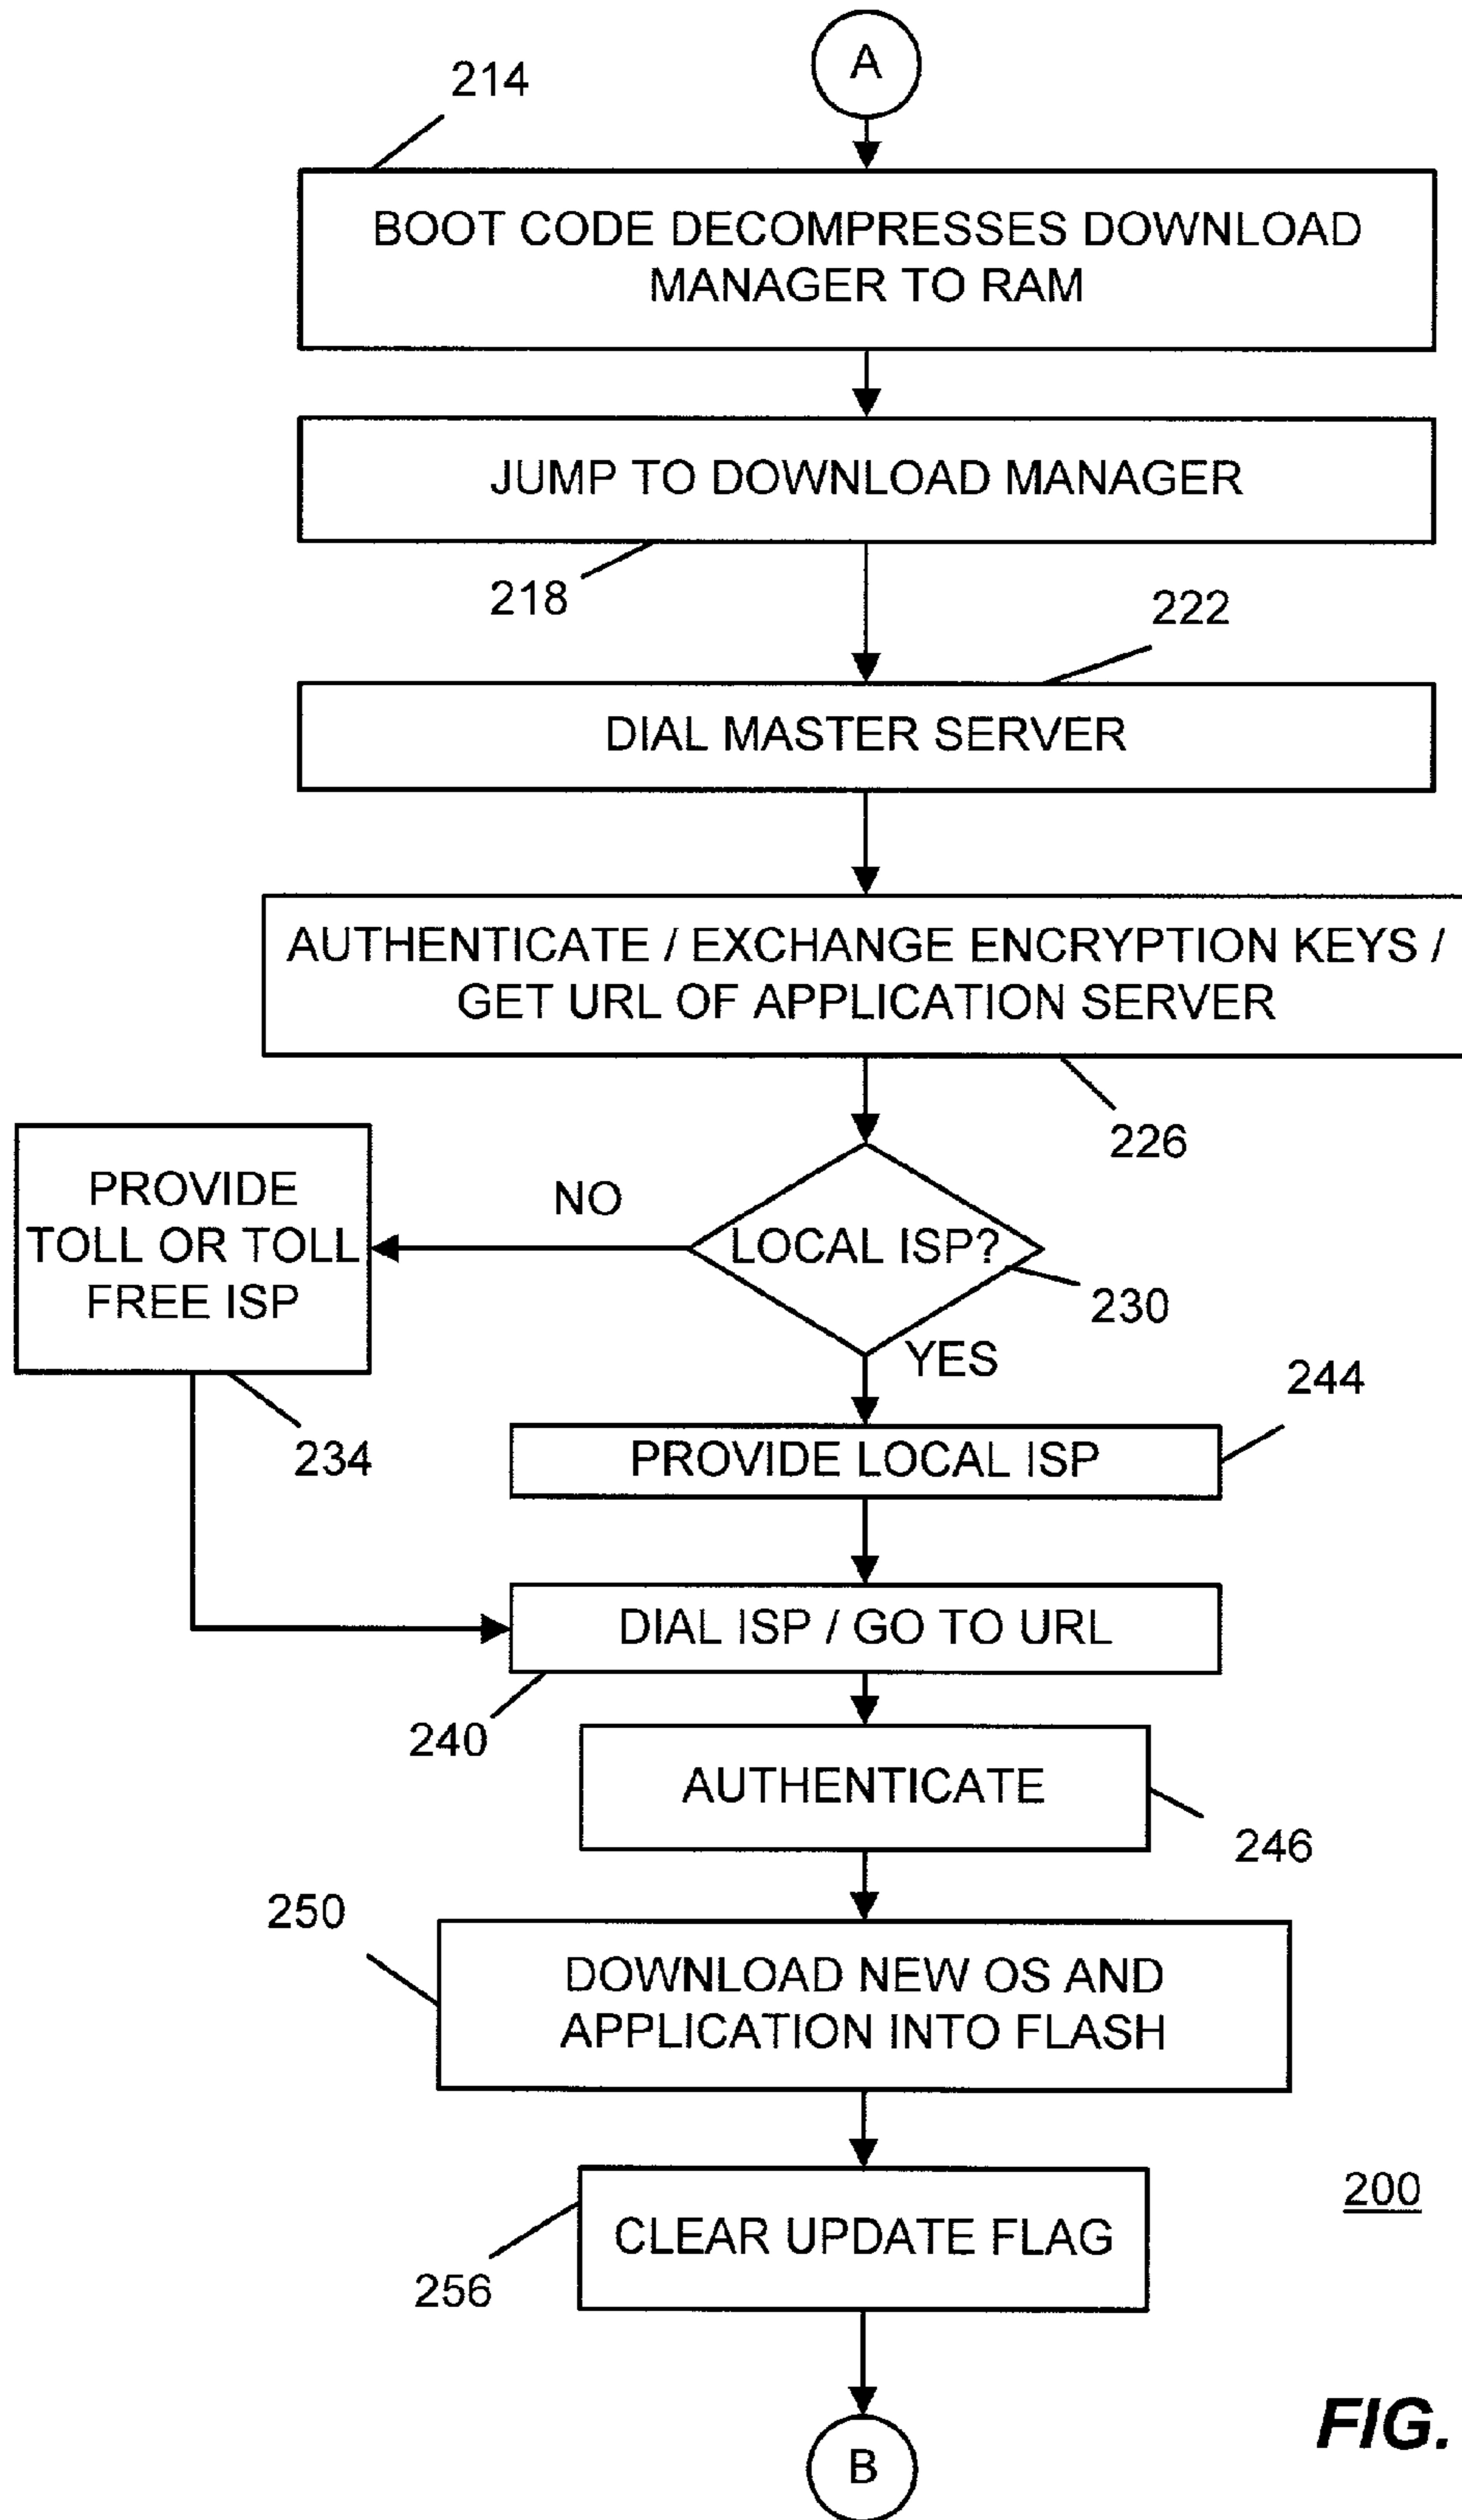 A
214
BOOT CODE DECOMPRESSES DOWNLOAD
MANAGER TO RAM
JUMP TO DOWNLOAD MANAGER
218
222
DIAL MASTER SERVER
AUTHENTICATE / EXCHANGE ENCRYPTION KEYS /
GET URL OF APPLICATION SERVER
226
PROVIDE
TOLL OR TOLL
FREE ISP
NO
LOCAL ISP?
230
YES
234
244
PROVIDE LOCAL ISP
DIAL ISP / GO TO URL
240
AUTHENTICATE
246
250
DOWNLOAD NEW OS AND
APPLICATION INTO FLASH
CLEAR UPDATE FLAG
256
200
FIG.
B